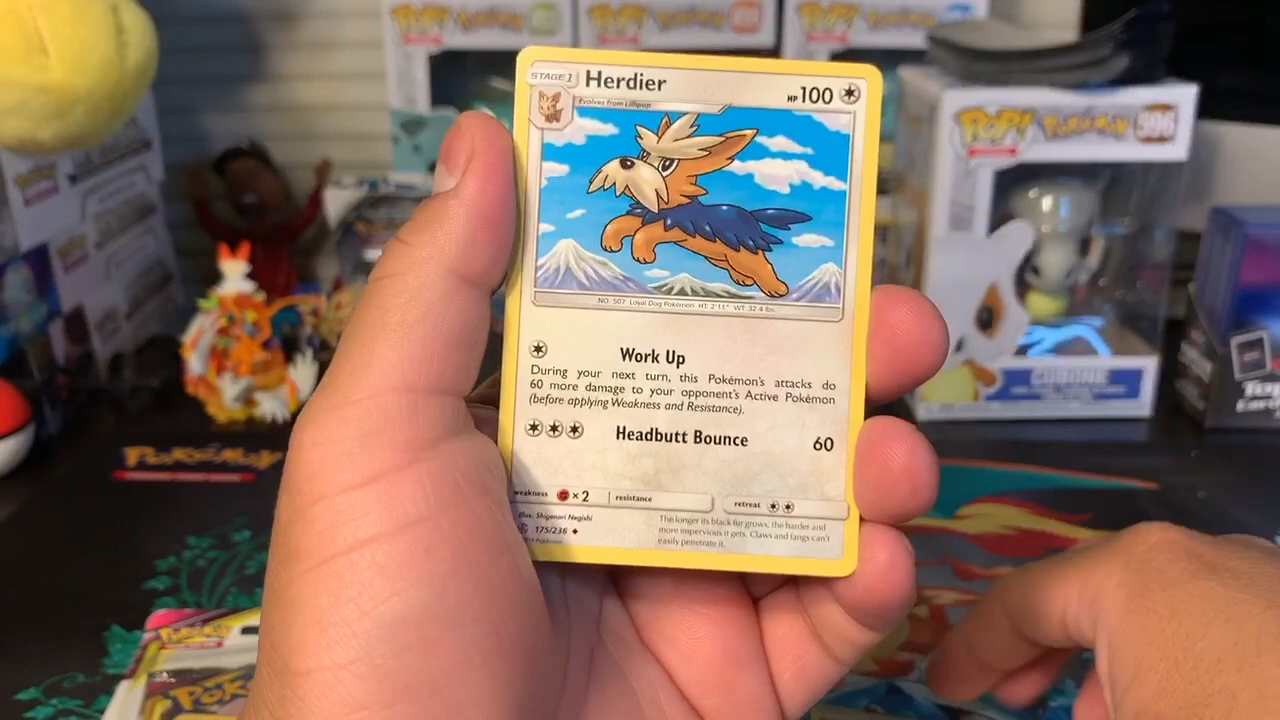 POP! Pokémon
POP! Pokémon
POP! Pokémon
STAGE 1
Herdier
HP 100
Evolves from Lillipup
NO. 507 Loyal Dog Pokémon HT: 2'11" WT: 32.4 lbs.
Work Up
During your next turn, this Pokémon's attacks do
60 more damage to your opponent's Active Pokémon
(before applying Weakness and Resistance).
Headbutt Bounce 60
weakness ×2 resistance retreat
Illus. Shigenori Negishi
175/236
The longer its black fur grows, the harder and
more impervious it gets. Claws and fangs can't
easily penetrate it.
POP! Pokémon 596
CUBONE
POKÉMON
Pokémon